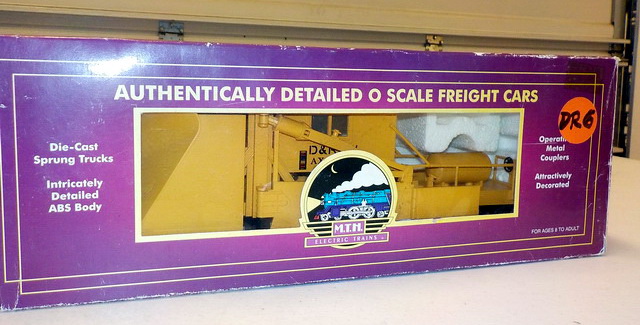 AUTHENTICALLY DETAILED O SCALE FREIGHT CARS
DR6
Die-Cast
Sprung Trucks
Intricately
Detailed
ABS Body
Metal
Couplers
Attractively
Decorated
M.T.H.
ELECTRIC TRAINS
FOR AGES 8 TO ADULT